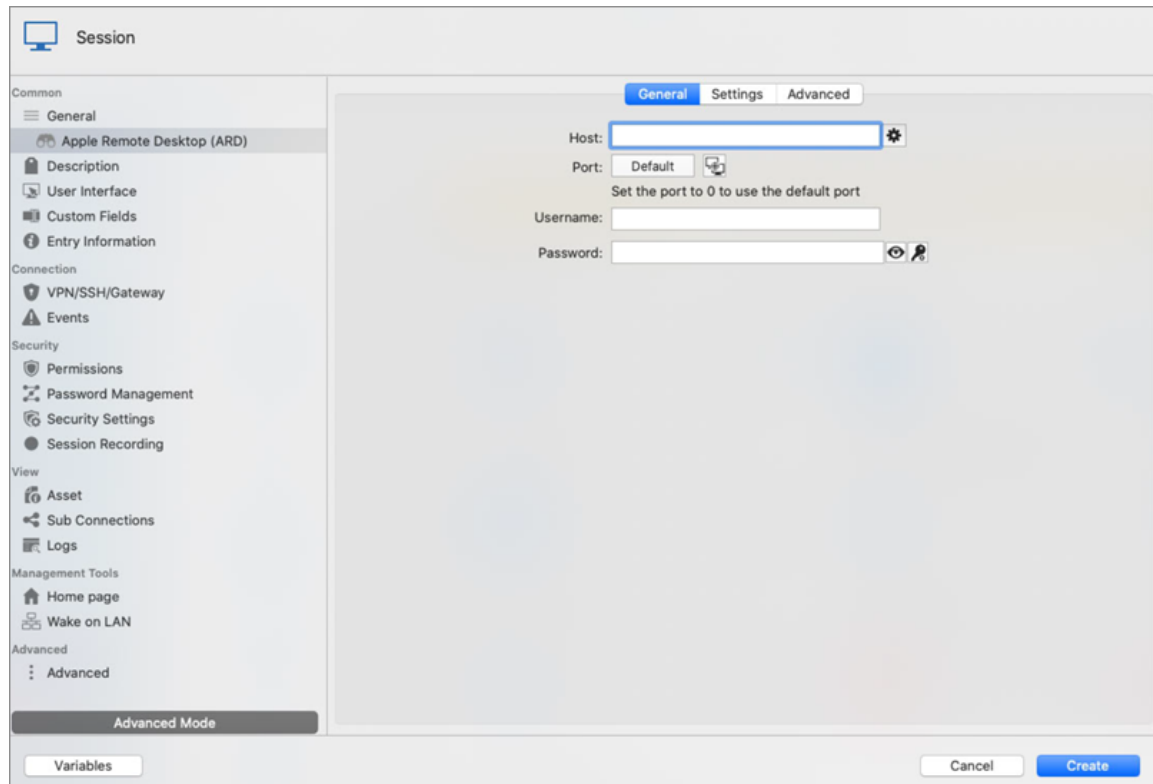 Session
Common
General
Apple Remote Desktop (ARD)
Description
User Interface
Custom Fields
Entry Information
Connection
VPN/SSH/Gateway
Events
Security
Permissions
Password Management
Security Settings
Session Recording
View
Asset
Sub Connections
Logs
Management Tools
Home page
Wake on LAN
Advanced
Advanced
Advanced Mode
General Settings Advanced
Host:
Port: Default
Set the port to 0 to use the default port
Username:
Password:
Variables Cancel Create